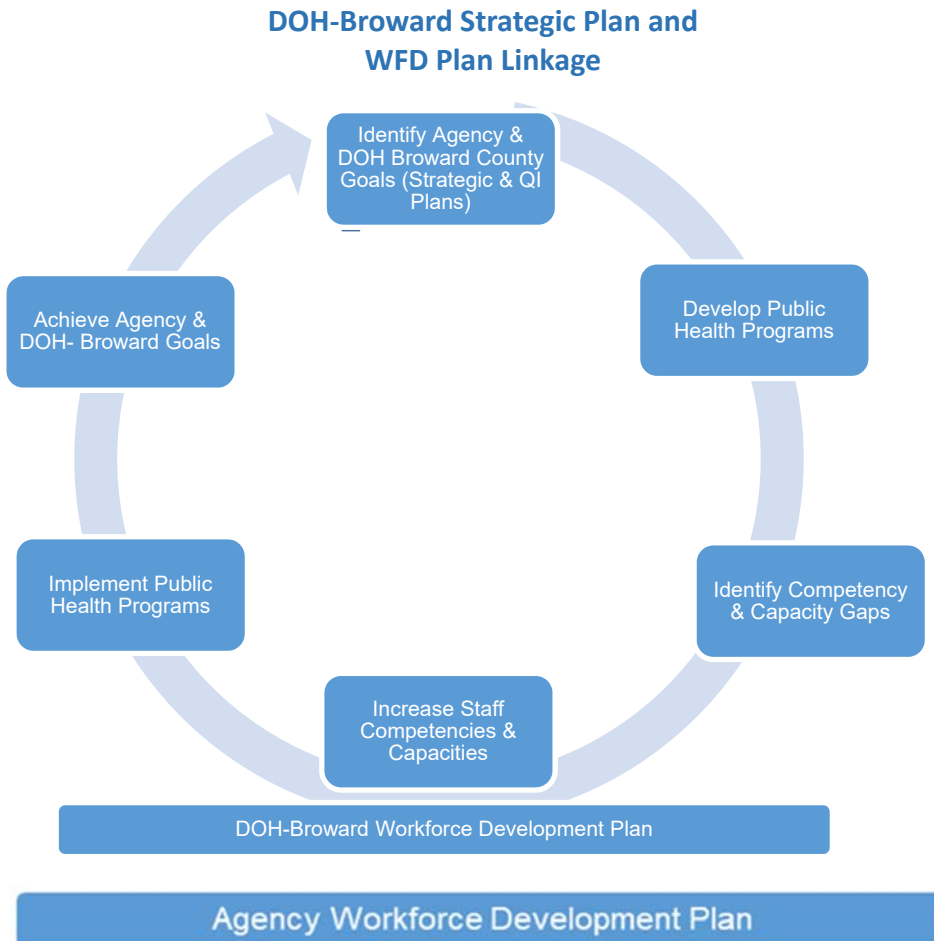 DOH-Broward Strategic Plan and
WFD Plan Linkage
Identify Agency &
DOH Broward County
Goals (Strategic & QI
Plans)
Develop Public
Health Programs
Identify Competency
& Capacity Gaps
Increase Staff
Competencies &
Capacities
Implement Public
Health Programs
Achieve Agency &
DOH- Broward Goals
DOH-Broward Workforce Development Plan
Agency Workforce Development Plan